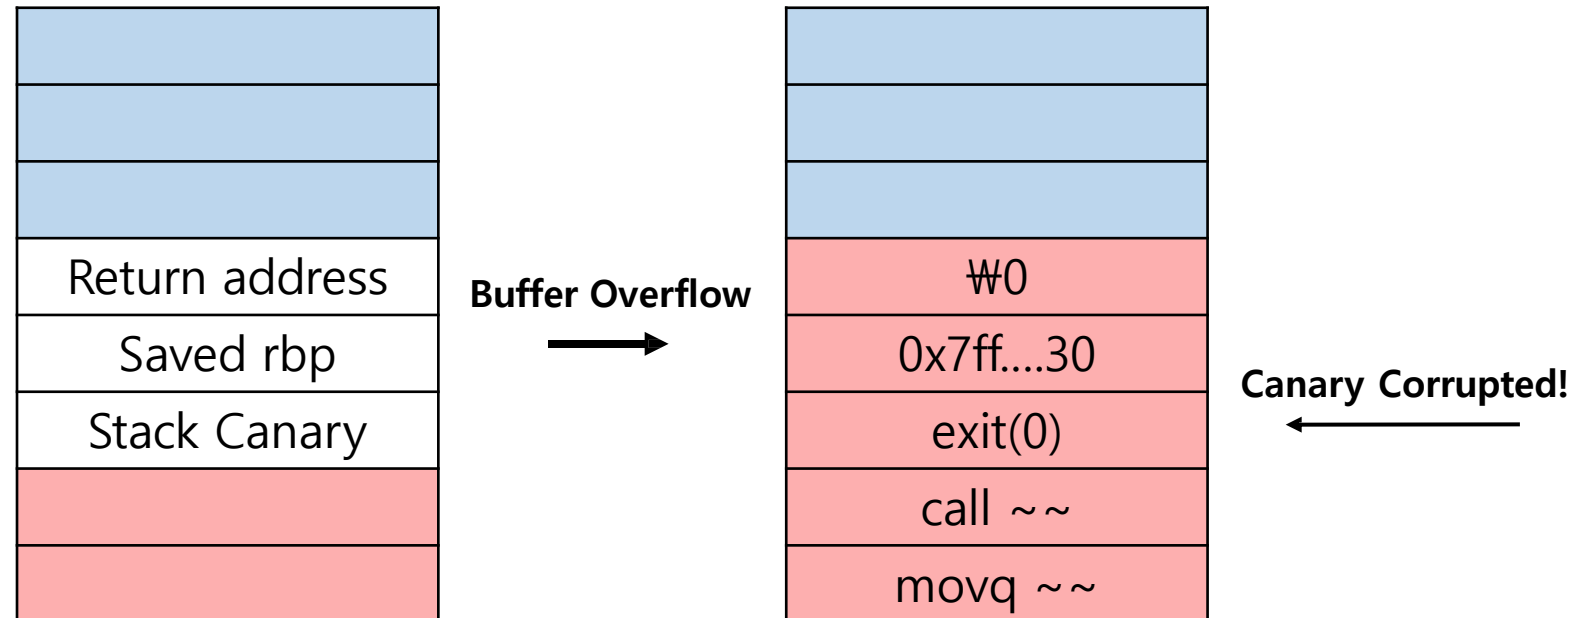 Return address
Saved rbp
Stack Canary
Buffer Overflow
₩0
0x7ff....30
exit(0)
call ~~
movq ~~
Canary Corrupted!